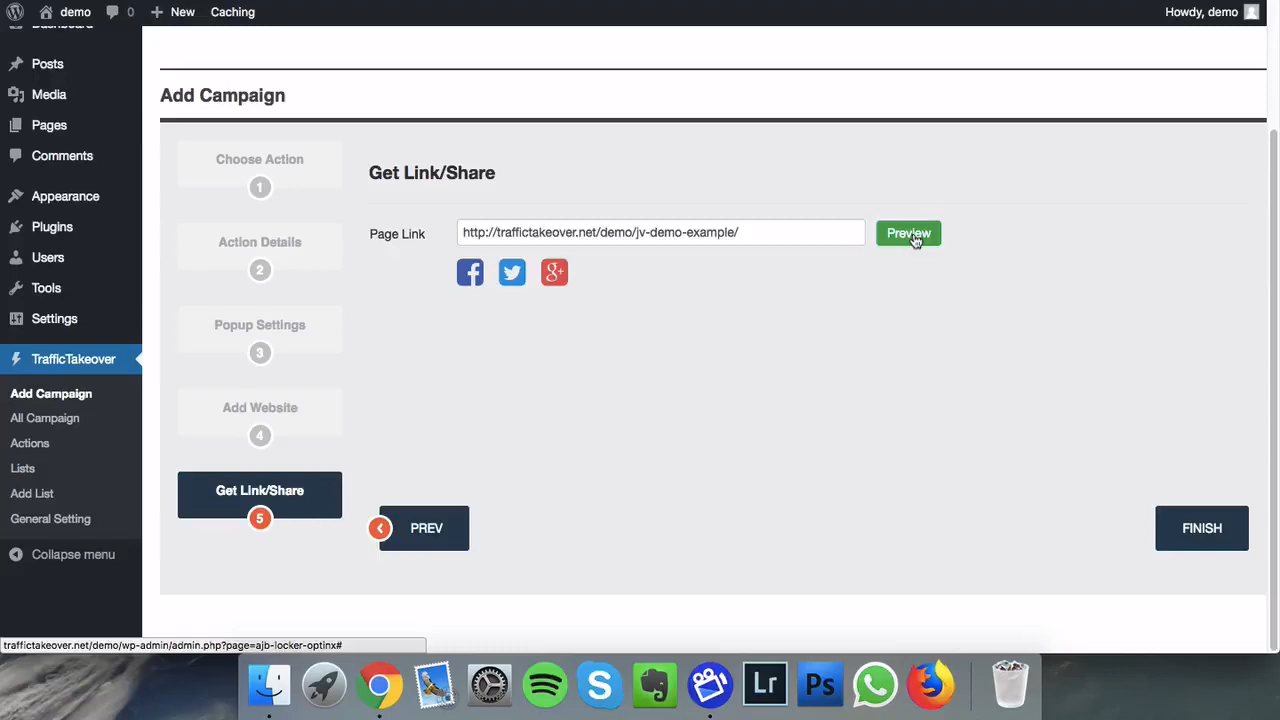 demo
0
New
Caching
Howdy, demo
Posts
Media
Pages
Comments
Appearance
Plugins
Users
Tools
Settings
TrafficTakeover
Add Campaign
All Campaign
Actions
Lists
Add List
General Setting
Collapse menu
Add Campaign
Choose Action
1
Action Details
2
Popup Settings
3
Add Website
4
Get Link/Share
5
Get Link/Share
Page Link
http://traffictakeover.net/demo/jv-demo-example/
Preview
PREV
FINISH
traffictakeover.net/demo/wp-admin/admin.php?page=ajb-locker-optinx#
Lr
Ps